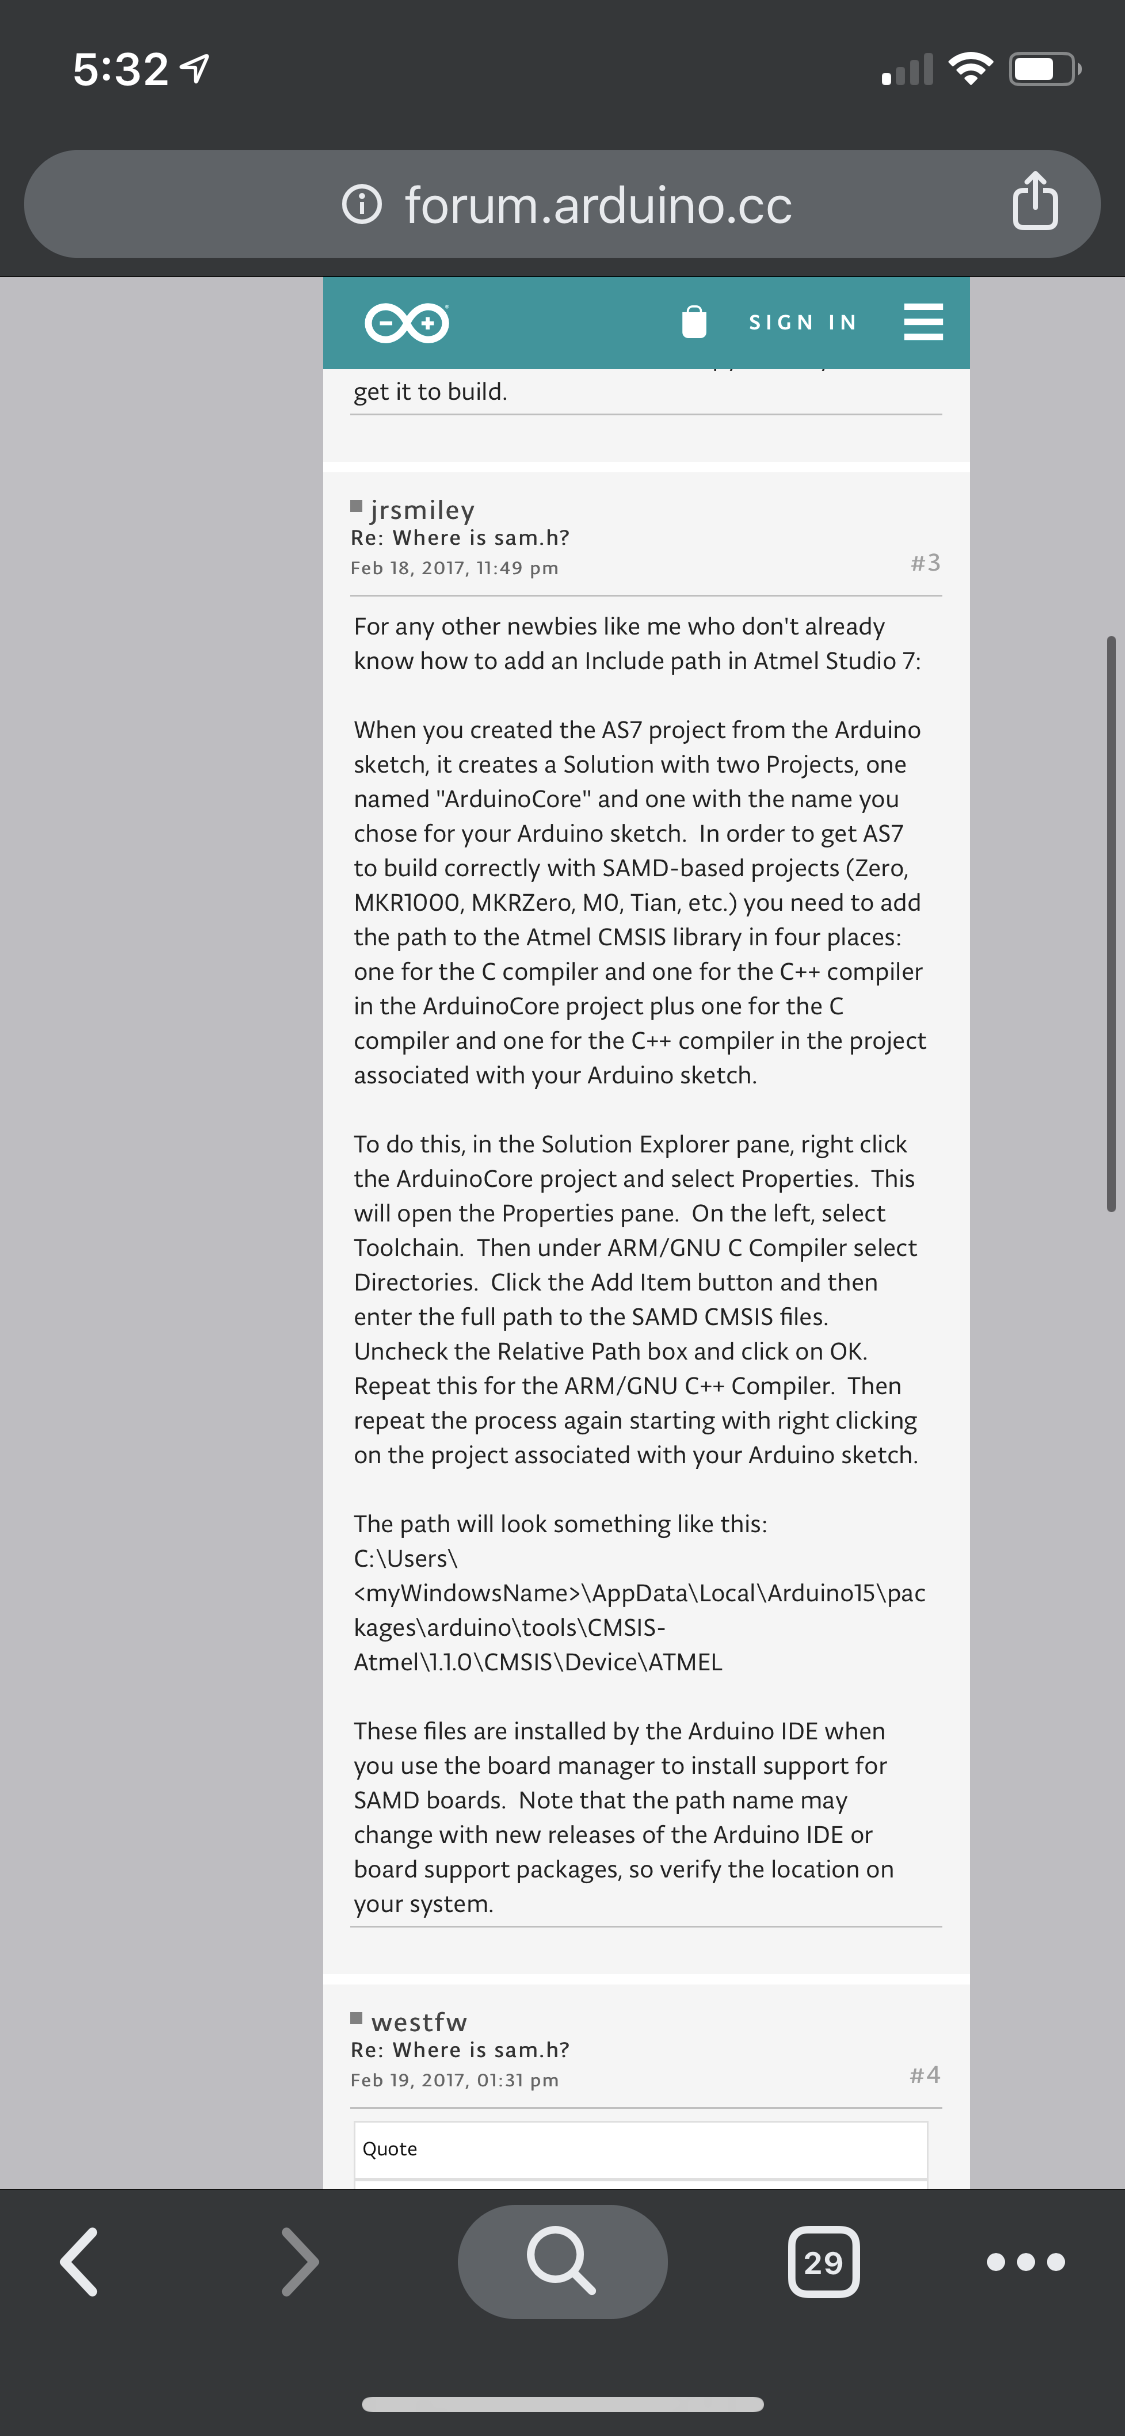 5:32
forum.arduino.cc
SIGN IN
get it to build.
jrsmiley
Re: Where is sam.h?
Feb 18, 2017, 11:49 pm
#3
For any other newbies like me who don't already
know how to add an Include path in Atmel Studio 7:
When you created the AS7 project from the Arduino
sketch, it creates a Solution with two Projects, one
named "ArduinoCore" and one with the name you
chose for your Arduino sketch.  In order to get AS7
to build correctly with SAMD-based projects (Zero,
MKR1000, MKRZero, M0, Tian, etc.) you need to add
the path to the Atmel CMSIS library in four places:
one for the C compiler and one for the C++ compiler
in the ArduinoCore project plus one for the C
compiler and one for the C++ compiler in the project
associated with your Arduino sketch.
To do this, in the Solution Explorer pane, right click
the ArduinoCore project and select Properties.  This
will open the Properties pane.  On the left, select
Toolchain.  Then under ARM/GNU C Compiler select
Directories.  Click the Add Item button and then
enter the full path to the SAMD CMSIS files.
Uncheck the Relative Path box and click on OK.
Repeat this for the ARM/GNU C++ Compiler.  Then
repeat the process again starting with right clicking
on the project associated with your Arduino sketch.
The path will look something like this:
C:\Users\
<myWindowsName>\AppData\Local\Arduino15\pac
kages\arduino\tools\CMSIS-
Atmel\1.1.0\CMSIS\Device\ATMEL
These files are installed by the Arduino IDE when
you use the board manager to install support for
SAMD boards.  Note that the path name may
change with new releases of the Arduino IDE or
board support packages, so verify the location on
your system.
westfw
Re: Where is sam.h?
Feb 19, 2017, 01:31 pm
#4
Quote
29